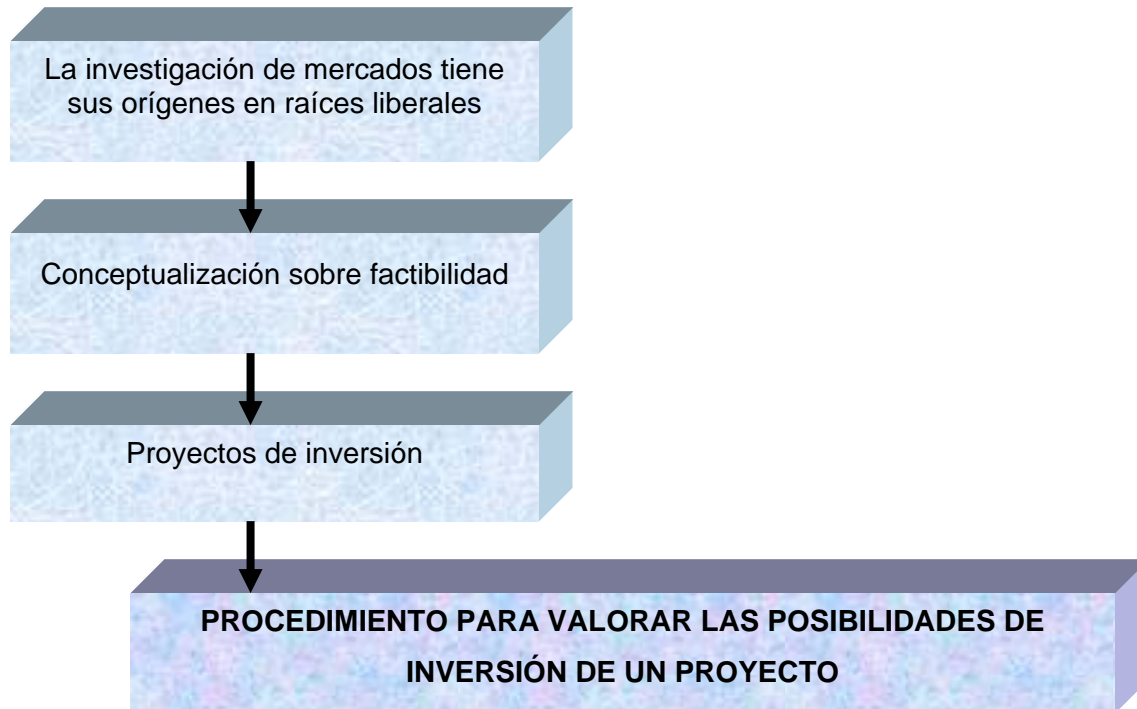 La investigación de mercados tiene
sus orígenes en raíces liberales
Conceptualización sobre factibilidad
Proyectos de inversión
PROCEDIMIENTO PARA VALORAR LAS POSIBILIDADES DE
INVERSIÓN DE UN PROYECTO